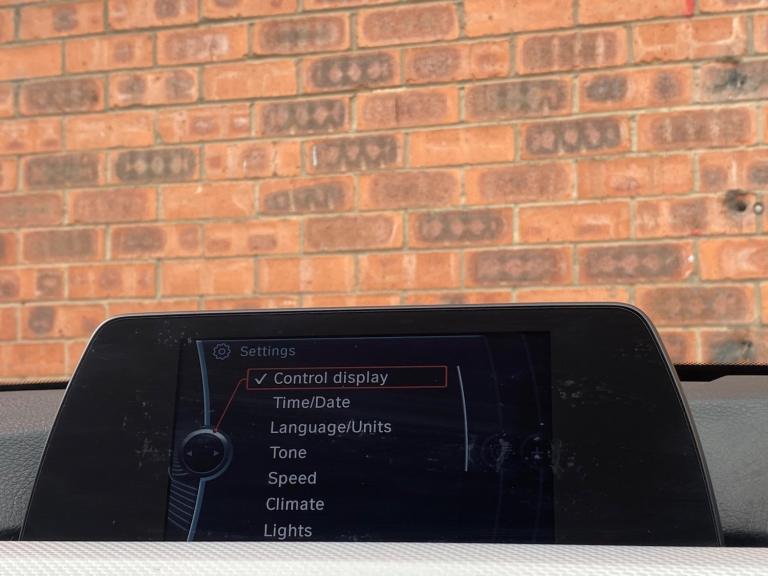 Settings
✓ Control display
Time/Date
Language/Units
Tone
Speed
Climate
Lights